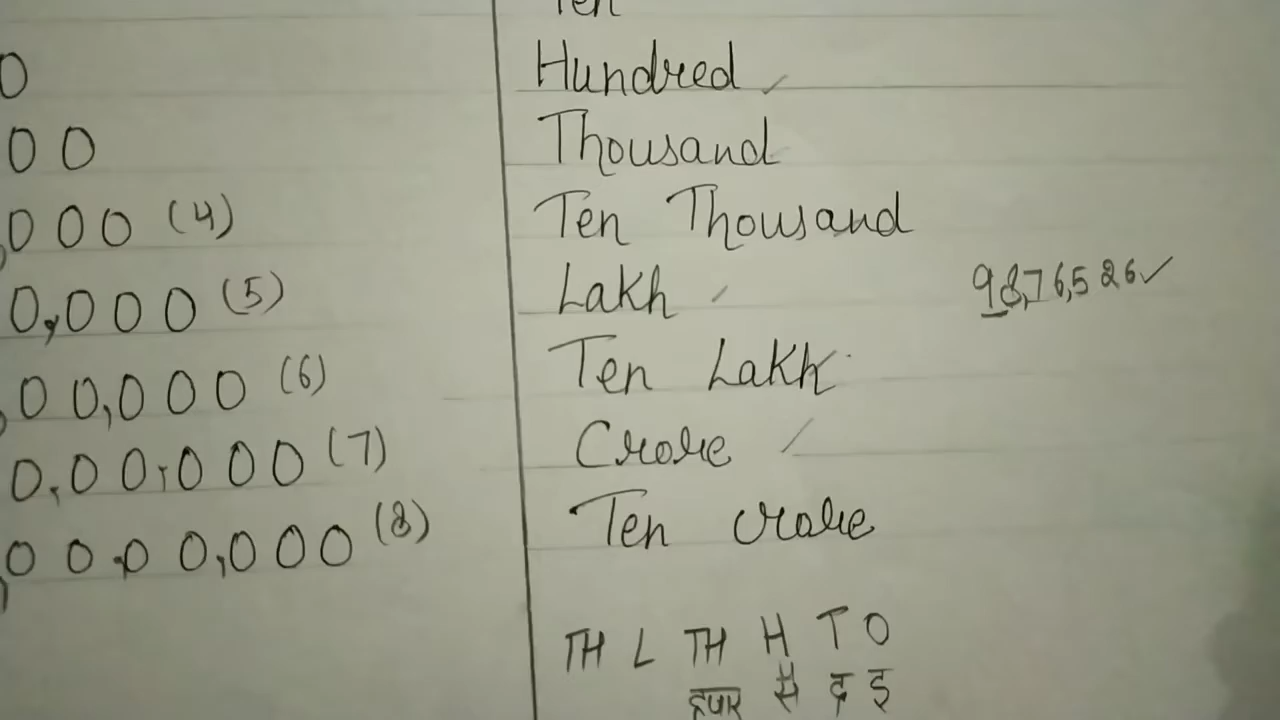 Ten
0 Hundred
00 Thousand
,000 (4) Ten Thousand
0,000 (5) Lakh 98,76,526
,00,000 (6) Ten Lakh
0,00,000 (7) Crore
,00,00,000 (8) Ten crore
TH L TH H T O
सै द इ